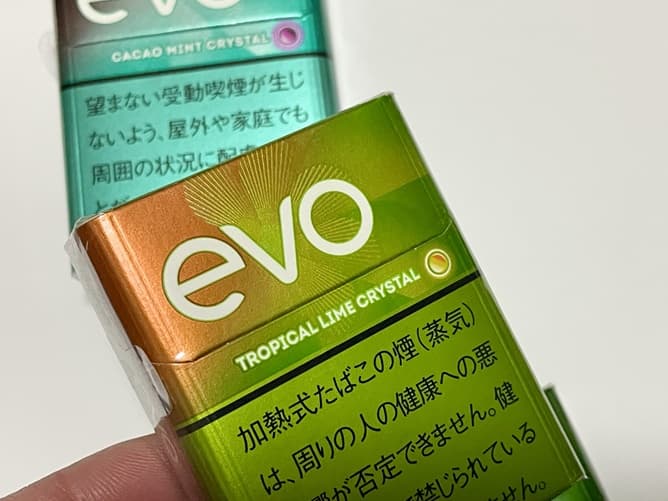 evo
CACAO MINT CRYSTAL
望まない受動喫煙が生じ
ないよう、屋外や家庭でも
周囲の状況に配
evo
TROPICAL LIME CRYSTAL
加熱式たばこの煙(蒸気)
は、周りの人の健康への悪
が否定できません。健
禁じられている
せん。